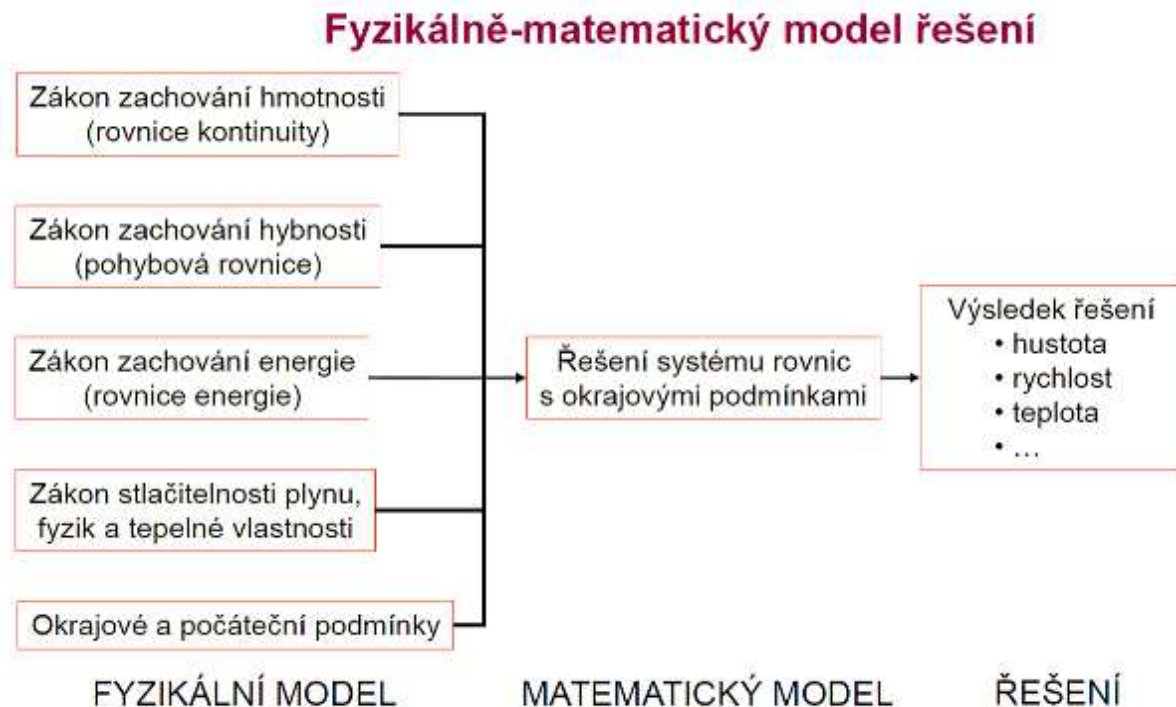 Fyzikálně-matematický model řešení
Zákon zachování hmotnosti
(rovnice kontinuity)
Zákon zachování hybnosti
(pohybová rovnice)
Zákon zachování energie
(rovnice energie)
Zákon stlačitelnosti plynu,
fyzik a tepelné vlastnosti
Okrajové a počáteční podmínky
FYZIKÁLNÍ MODEL
Řešení systému rovnic
s okrajovými podmínkami
MATEMATICKÝ MODEL
Výsledek řešení
• hustota
• rychlost
• teplota
• ...
ŘEŠENÍ